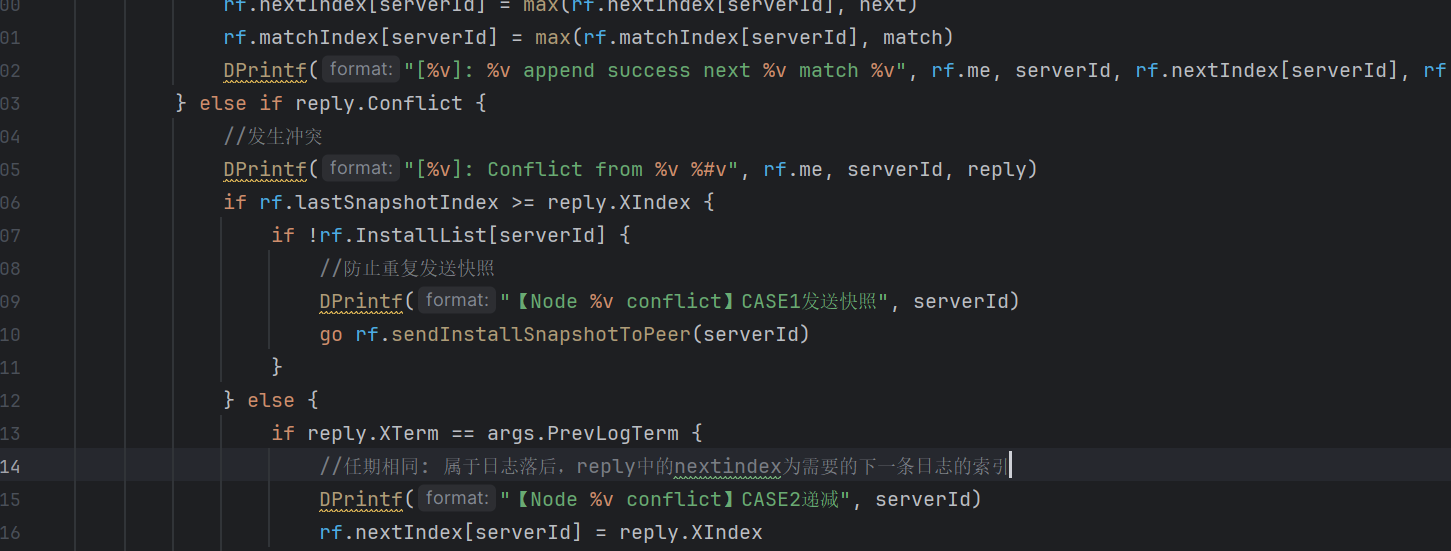 00 rf.nextIndex[serverId] = max(rf.nextIndex[serverId], next)
01 rf.matchIndex[serverId] = max(rf.matchIndex[serverId], match)
02 DPrintf( format: "[%v]: %v append success next %v match %v", rf.me, serverId, rf.nextIndex[serverId], rf
03 } else if reply.Conflict {
04 //发生冲突
05 DPrintf( format: "[%v]: Conflict from %v %#v", rf.me, serverId, reply)
06 if rf.lastSnapshotIndex >= reply.XIndex {
07 if !rf.InstallList[serverId] {
08 //防止重复发送快照
09 DPrintf( format: "【Node %v conflict】CASE1发送快照", serverId)
10 go rf.sendInstallSnapshotToPeer(serverId)
11 }
12 } else {
13 if reply.XTerm == args.PrevLogTerm {
14 //任期相同: 属于日志落后，reply中的nextindex为需要的下一条日志的索引
15 DPrintf( format: "【Node %v conflict】CASE2递减", serverId)
16 rf.nextIndex[serverId] = reply.XIndex